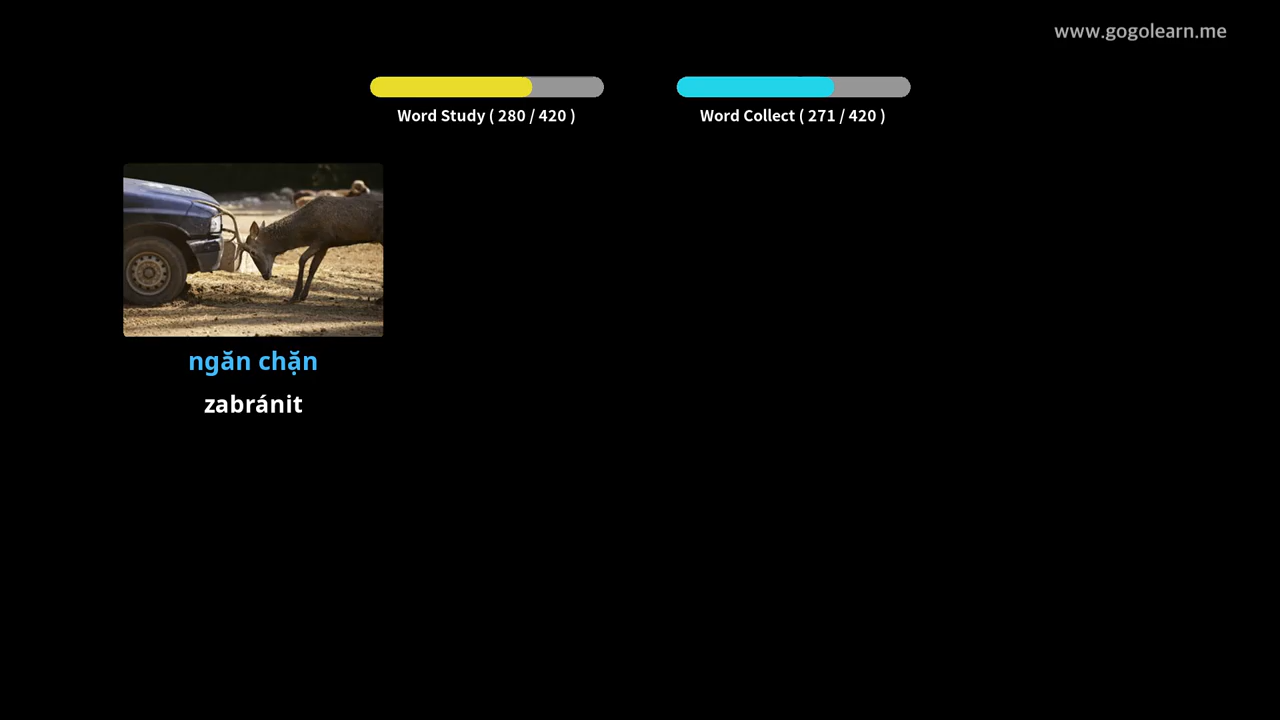 www.gogolearn.me
Word Study ( 280 / 420 )
Word Collect ( 271 / 420 )
ngăn chặn
zabránit